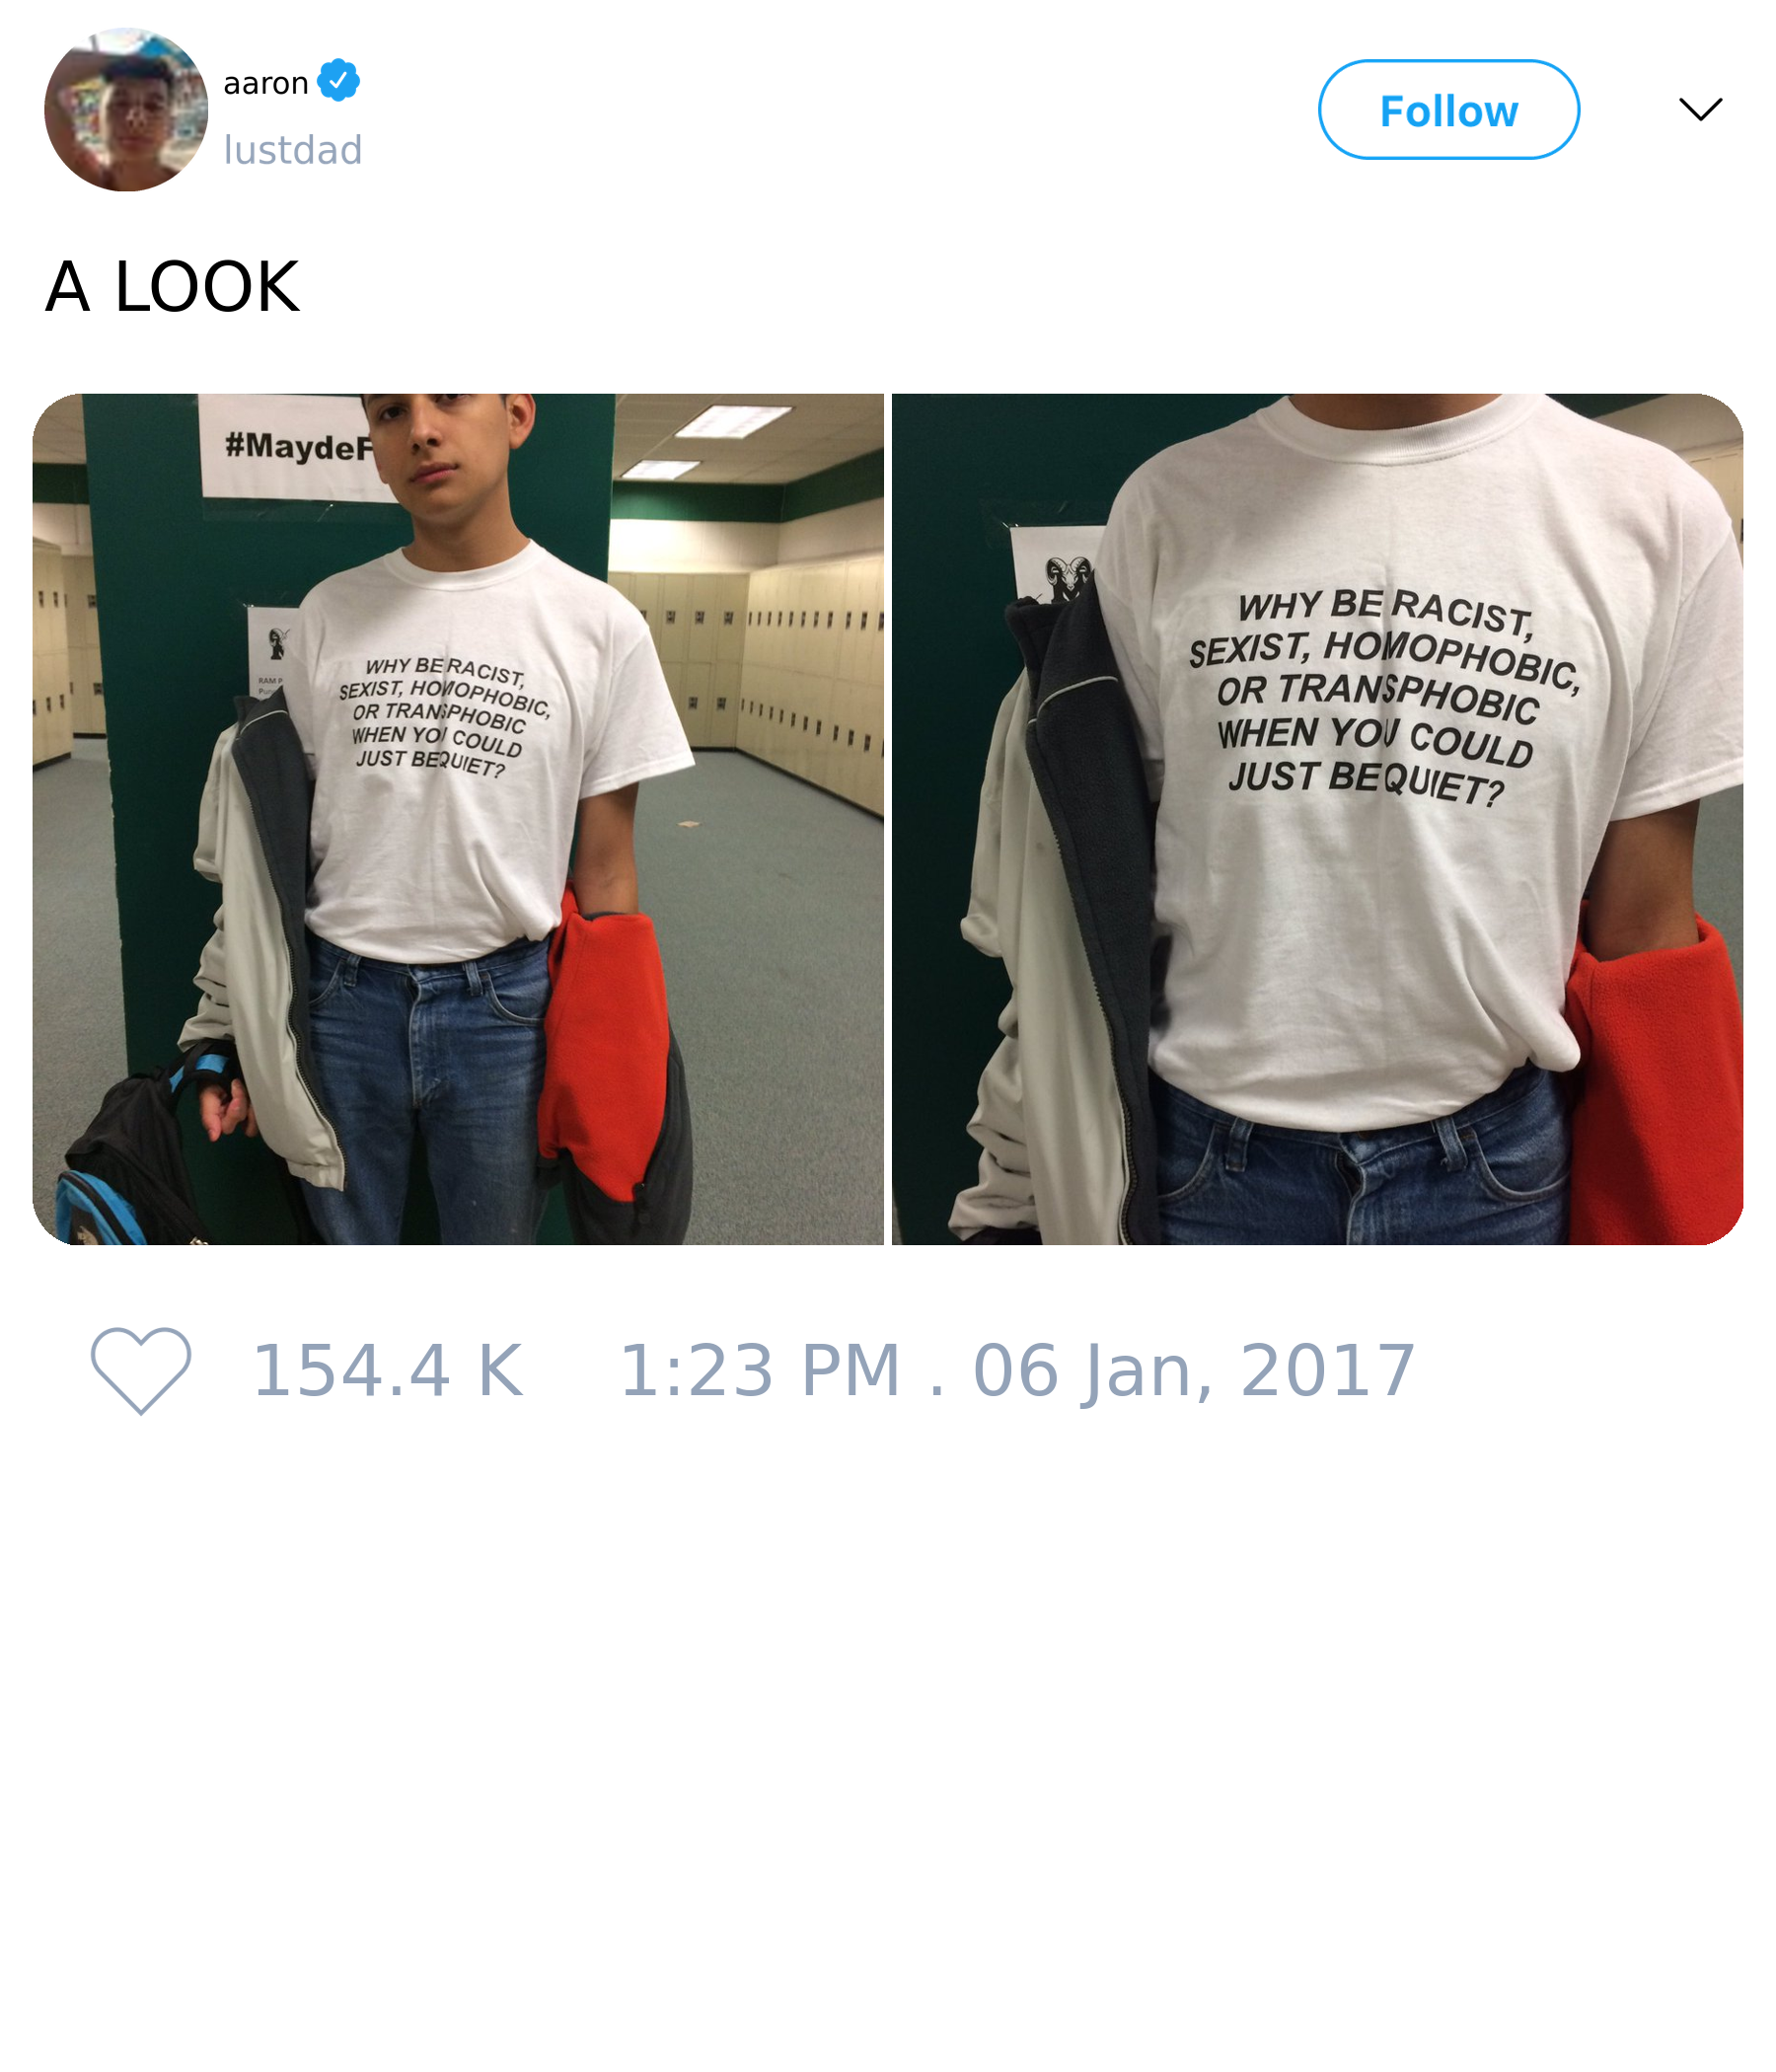 aaron
lustdad
Follow
A LOOK
#MaydeF
RAM P
WHY BE RACIST,
SEXIST, HOMOPHOBIC,
OR TRANSPHOBIC
WHEN YOU COULD
JUST BE QUIET?
WHY BE RACIST,
SEXIST, HOMOPHOBIC,
OR TRANSPHOBIC
WHEN YOU COULD
JUST BE QUIET?
154.4 K 1:23 PM . 06 Jan, 2017